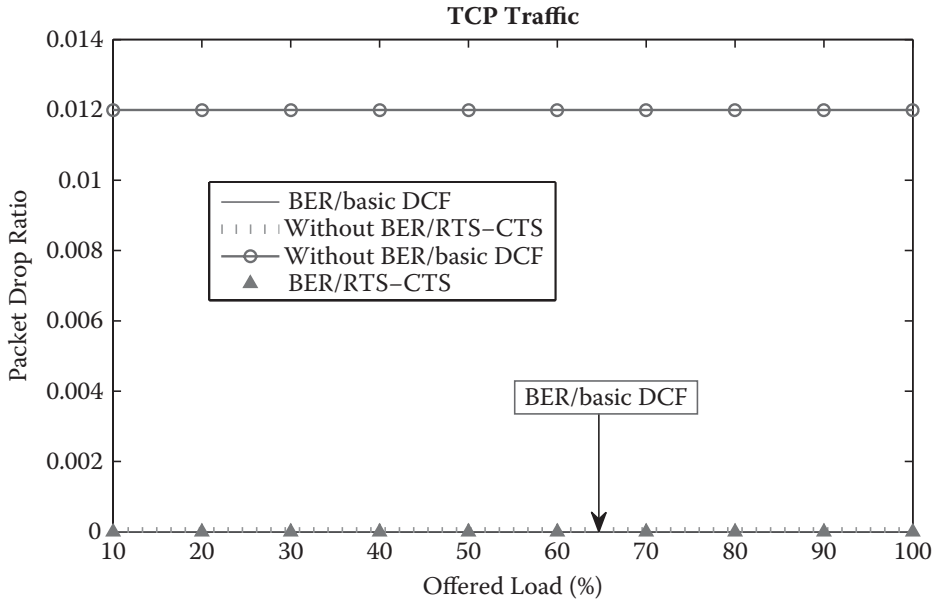 TCP Traffic
0.014
0.012
0.01
0.008
0.006
0.004
0.002
0
Packet Drop Ratio
BER/basic DCF
Without BER/RTS–CTS
Without BER/basic DCF
BER/RTS–CTS
BER/basic DCF
10 20 30 40 50 60 70 80 90 100
Offered Load (%)